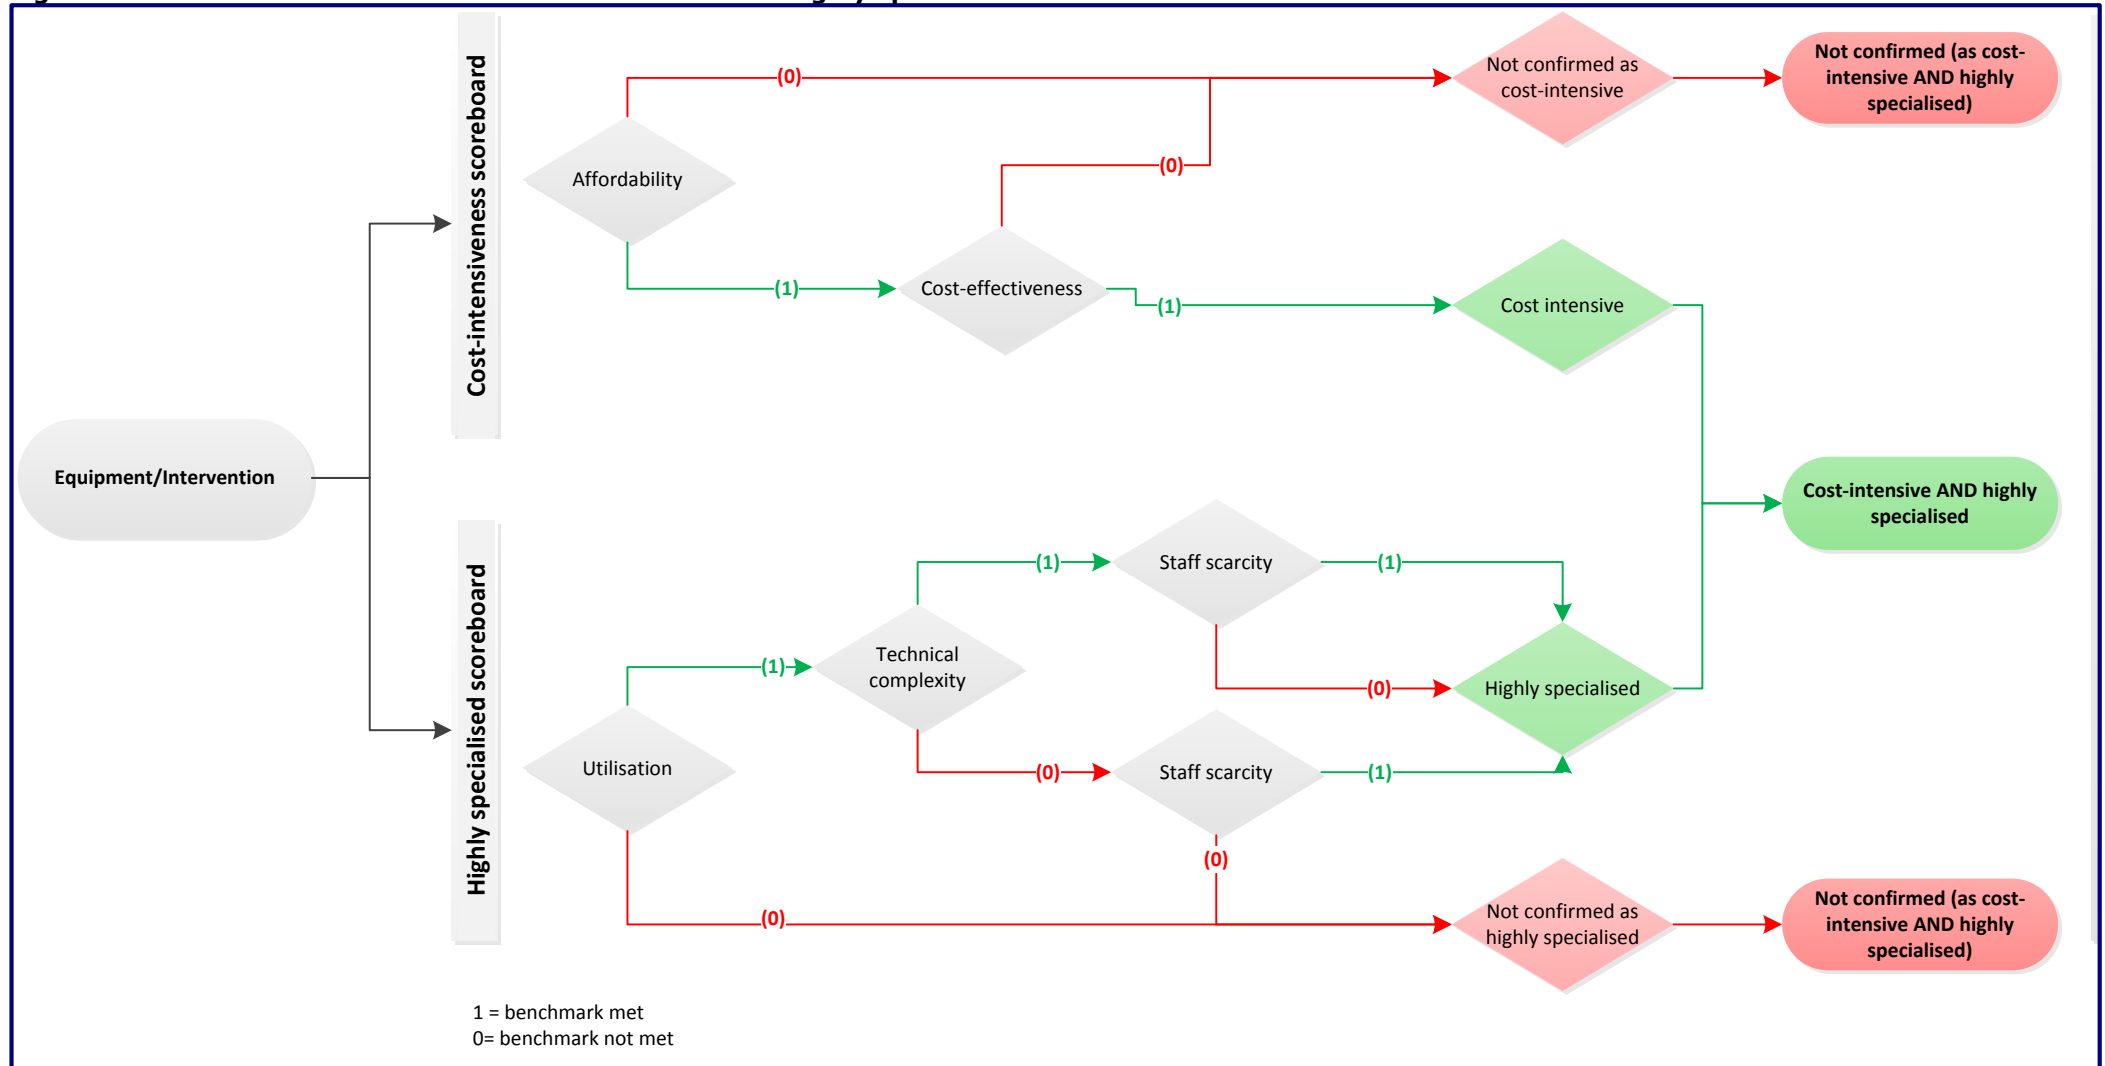 Cost-intensiveness scoreboard
(0)
Not confirmed as
cost-intensive
Not confirmed (as cost-
intensive AND highly
specialised)
Affordability
(0)
(1)
Cost-effectiveness
(1)
Cost intensive
Equipment/Intervention
Cost-intensive AND highly
specialised
Highly specialised scoreboard
(1)
Staff scarcity
(1)
(1)
Technical
complexity
(0)
Highly specialised
Utilisation
(0)
Staff scarcity
(1)
(0)
(0)
Not confirmed as
highly specialised
Not confirmed (as cost-
intensive AND highly
specialised)
1 = benchmark met
0= benchmark not met